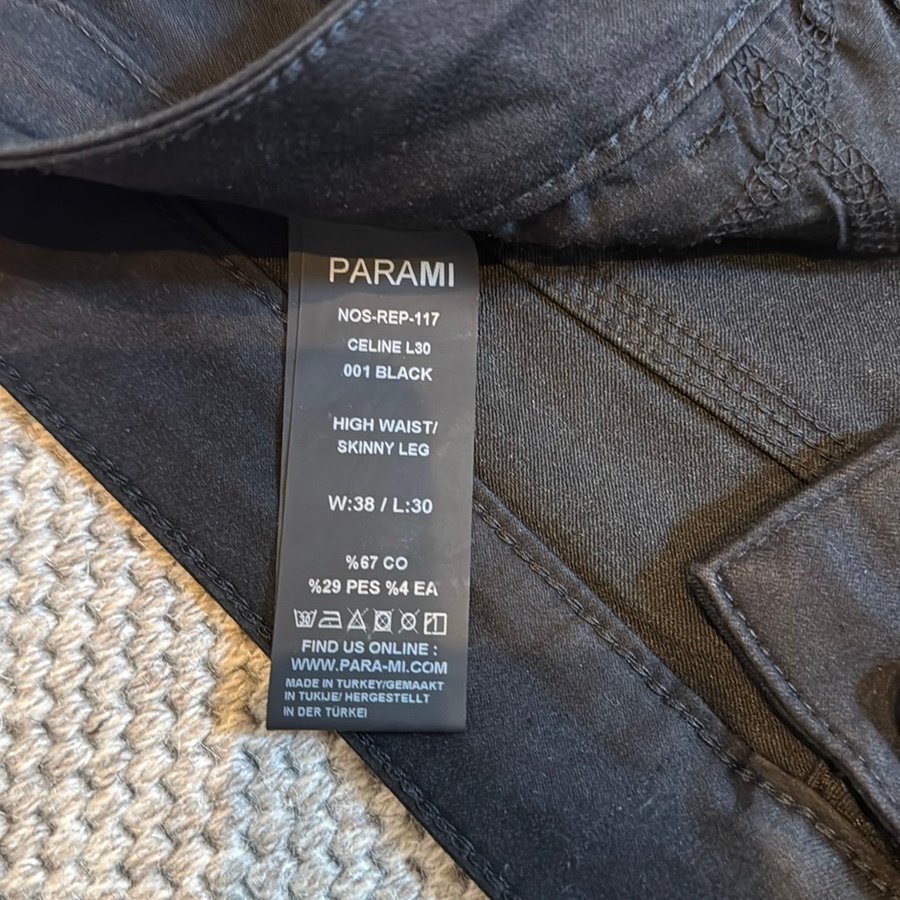 PARAMI
NOS-REP-117
CELINE L30
001 BLACK
HIGH WAIST/
SKINNY LEG
W:38 / L:30
%67 CO
%29 PES %4 EA
30
FIND US ONLINE :
WWW.PARA-MI.COM
MADE IN TURKEY/GEMAAKT
IN TUKIJE/ HERGESTELLT
IN DER TÜRKEI